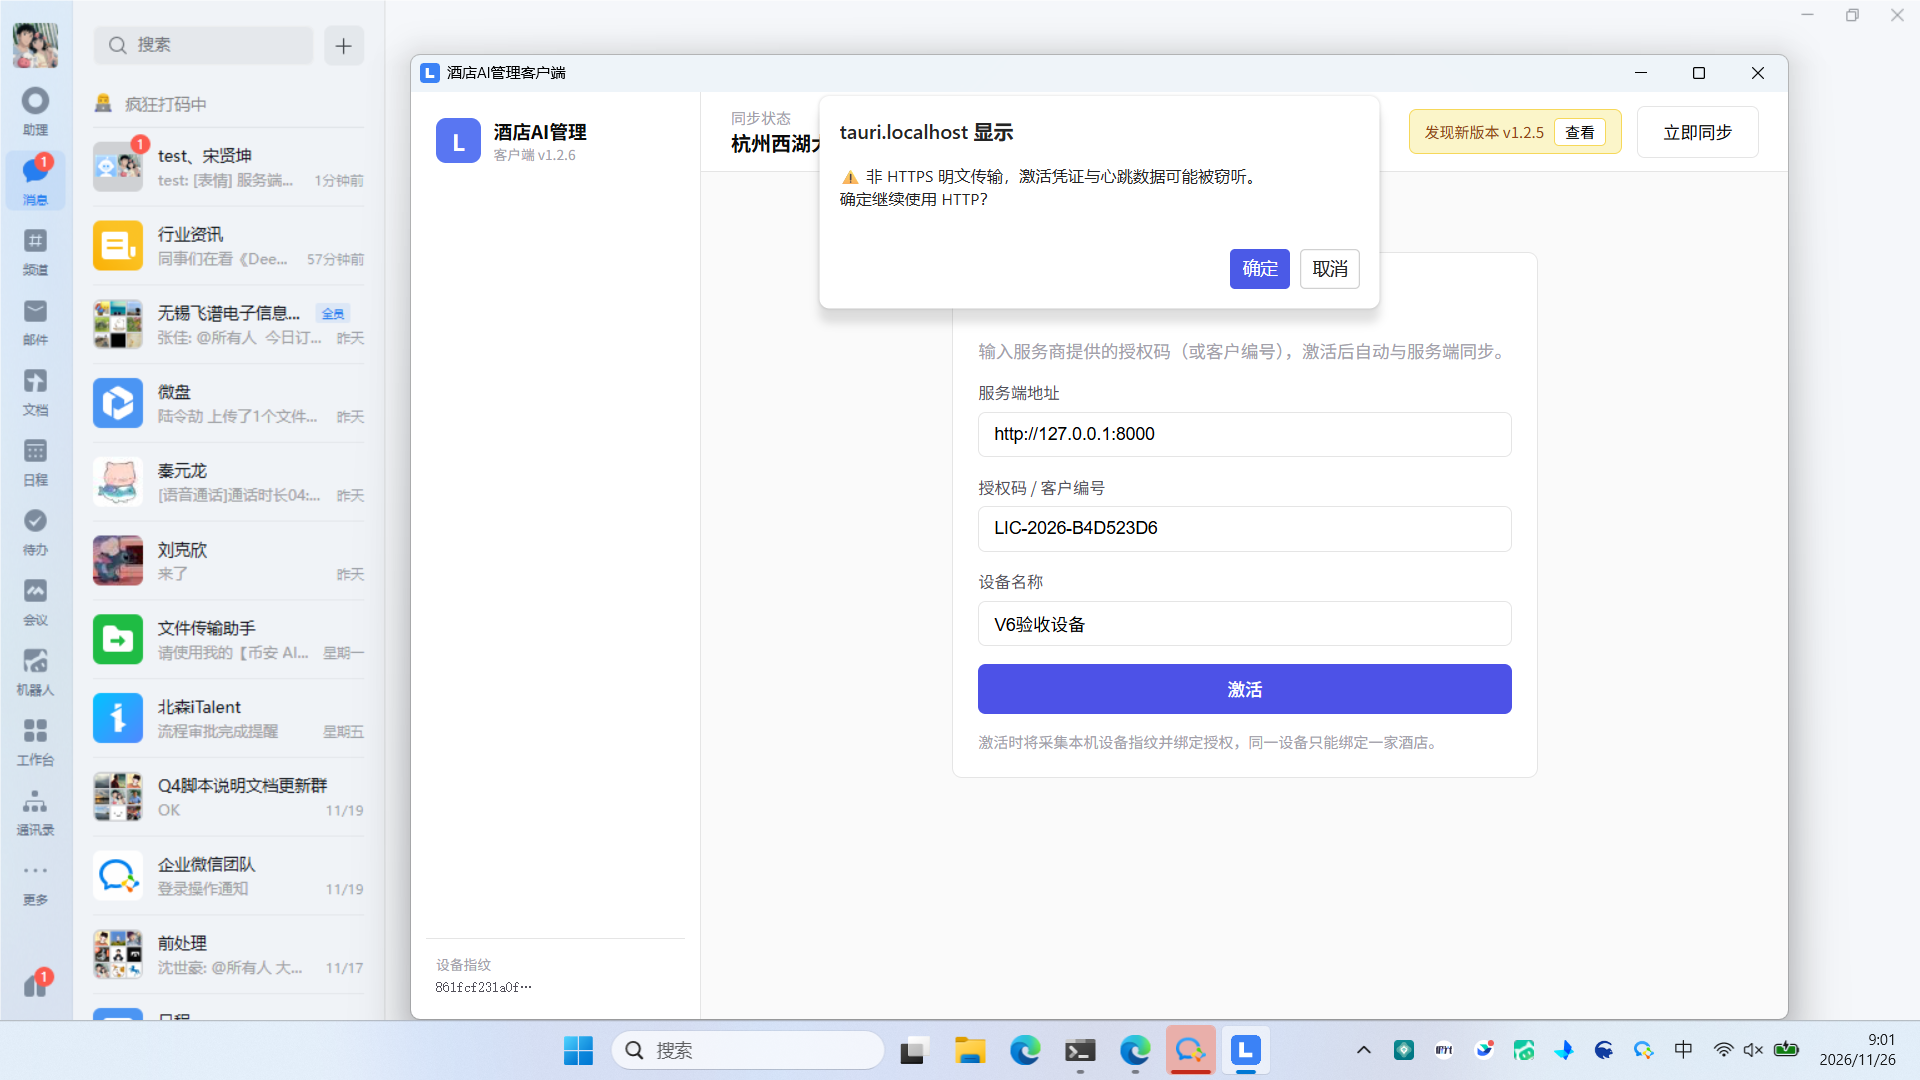 搜索
疯狂打码中
助理
1
消息
频道
邮件
文档
日程
待办
会议
机器人
工作台
通讯录
更多
1
1
test、宋贤坤
test: [表情] 服务端...
1分钟前
行业资讯
同事们在看《Dee...
57分钟前
无锡飞谱电子信息...
全员
张佳: @所有人 今日订...
昨天
微盘
陆令劼 上传了1个文件...
昨天
秦元龙
[语音通话]通话时长04:...
昨天
刘克欣
来了
昨天
文件传输助手
请使用我的【币安 AI...
星期一
北森iTalent
流程审批完成提醒
星期五
Q4脚本说明文档更新群
OK
11/19
企业微信团队
登录操作通知
11/19
前处理
沈世豪: @所有人 大...
11/17
日程
L 酒店AI管理客户端
L
酒店AI管理
客户端 v1.2.6
设备指纹
861fcf231a0f…
同步状态
杭州西湖
发现新版本 v1.2.5
查看
立即同步
tauri.localhost 显示
⚠️ 非 HTTPS 明文传输，激活凭证与心跳数据可能被窃听。
确定继续使用 HTTP？
确定
取消
输入服务商提供的授权码（或客户编号），激活后自动与服务端同步。
服务端地址
http://127.0.0.1:8000
授权码 / 客户编号
LIC-2026-B4D523D6
设备名称
V6验收设备
激活
激活时将采集本机设备指纹并绑定授权，同一设备只能绑定一家酒店。
搜索
L
中
9:01
2026/11/26